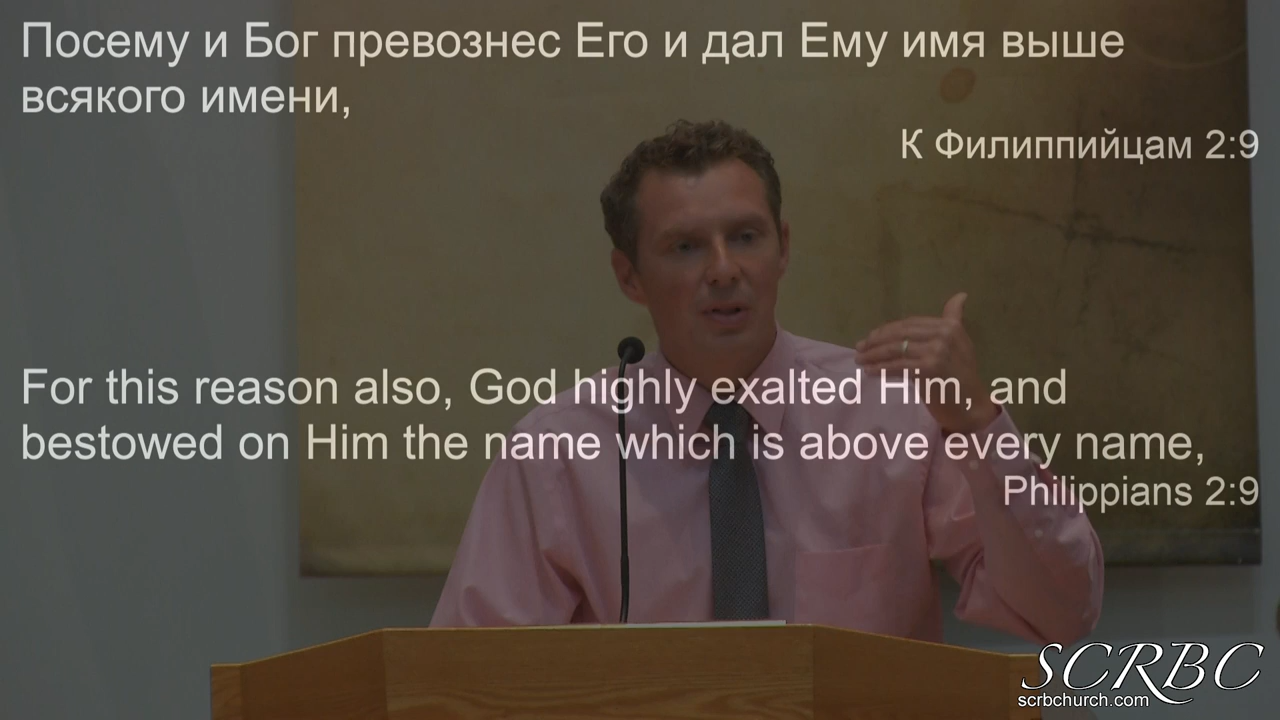 Посему и Бог превознес Его и дал Ему имя выше
всякого имени,
К Филиппийцам 2:9
For this reason also, God highly exalted Him, and
bestowed on Him the name which is above every name,
Philippians 2:9
SCRBC
scrbchurch.com